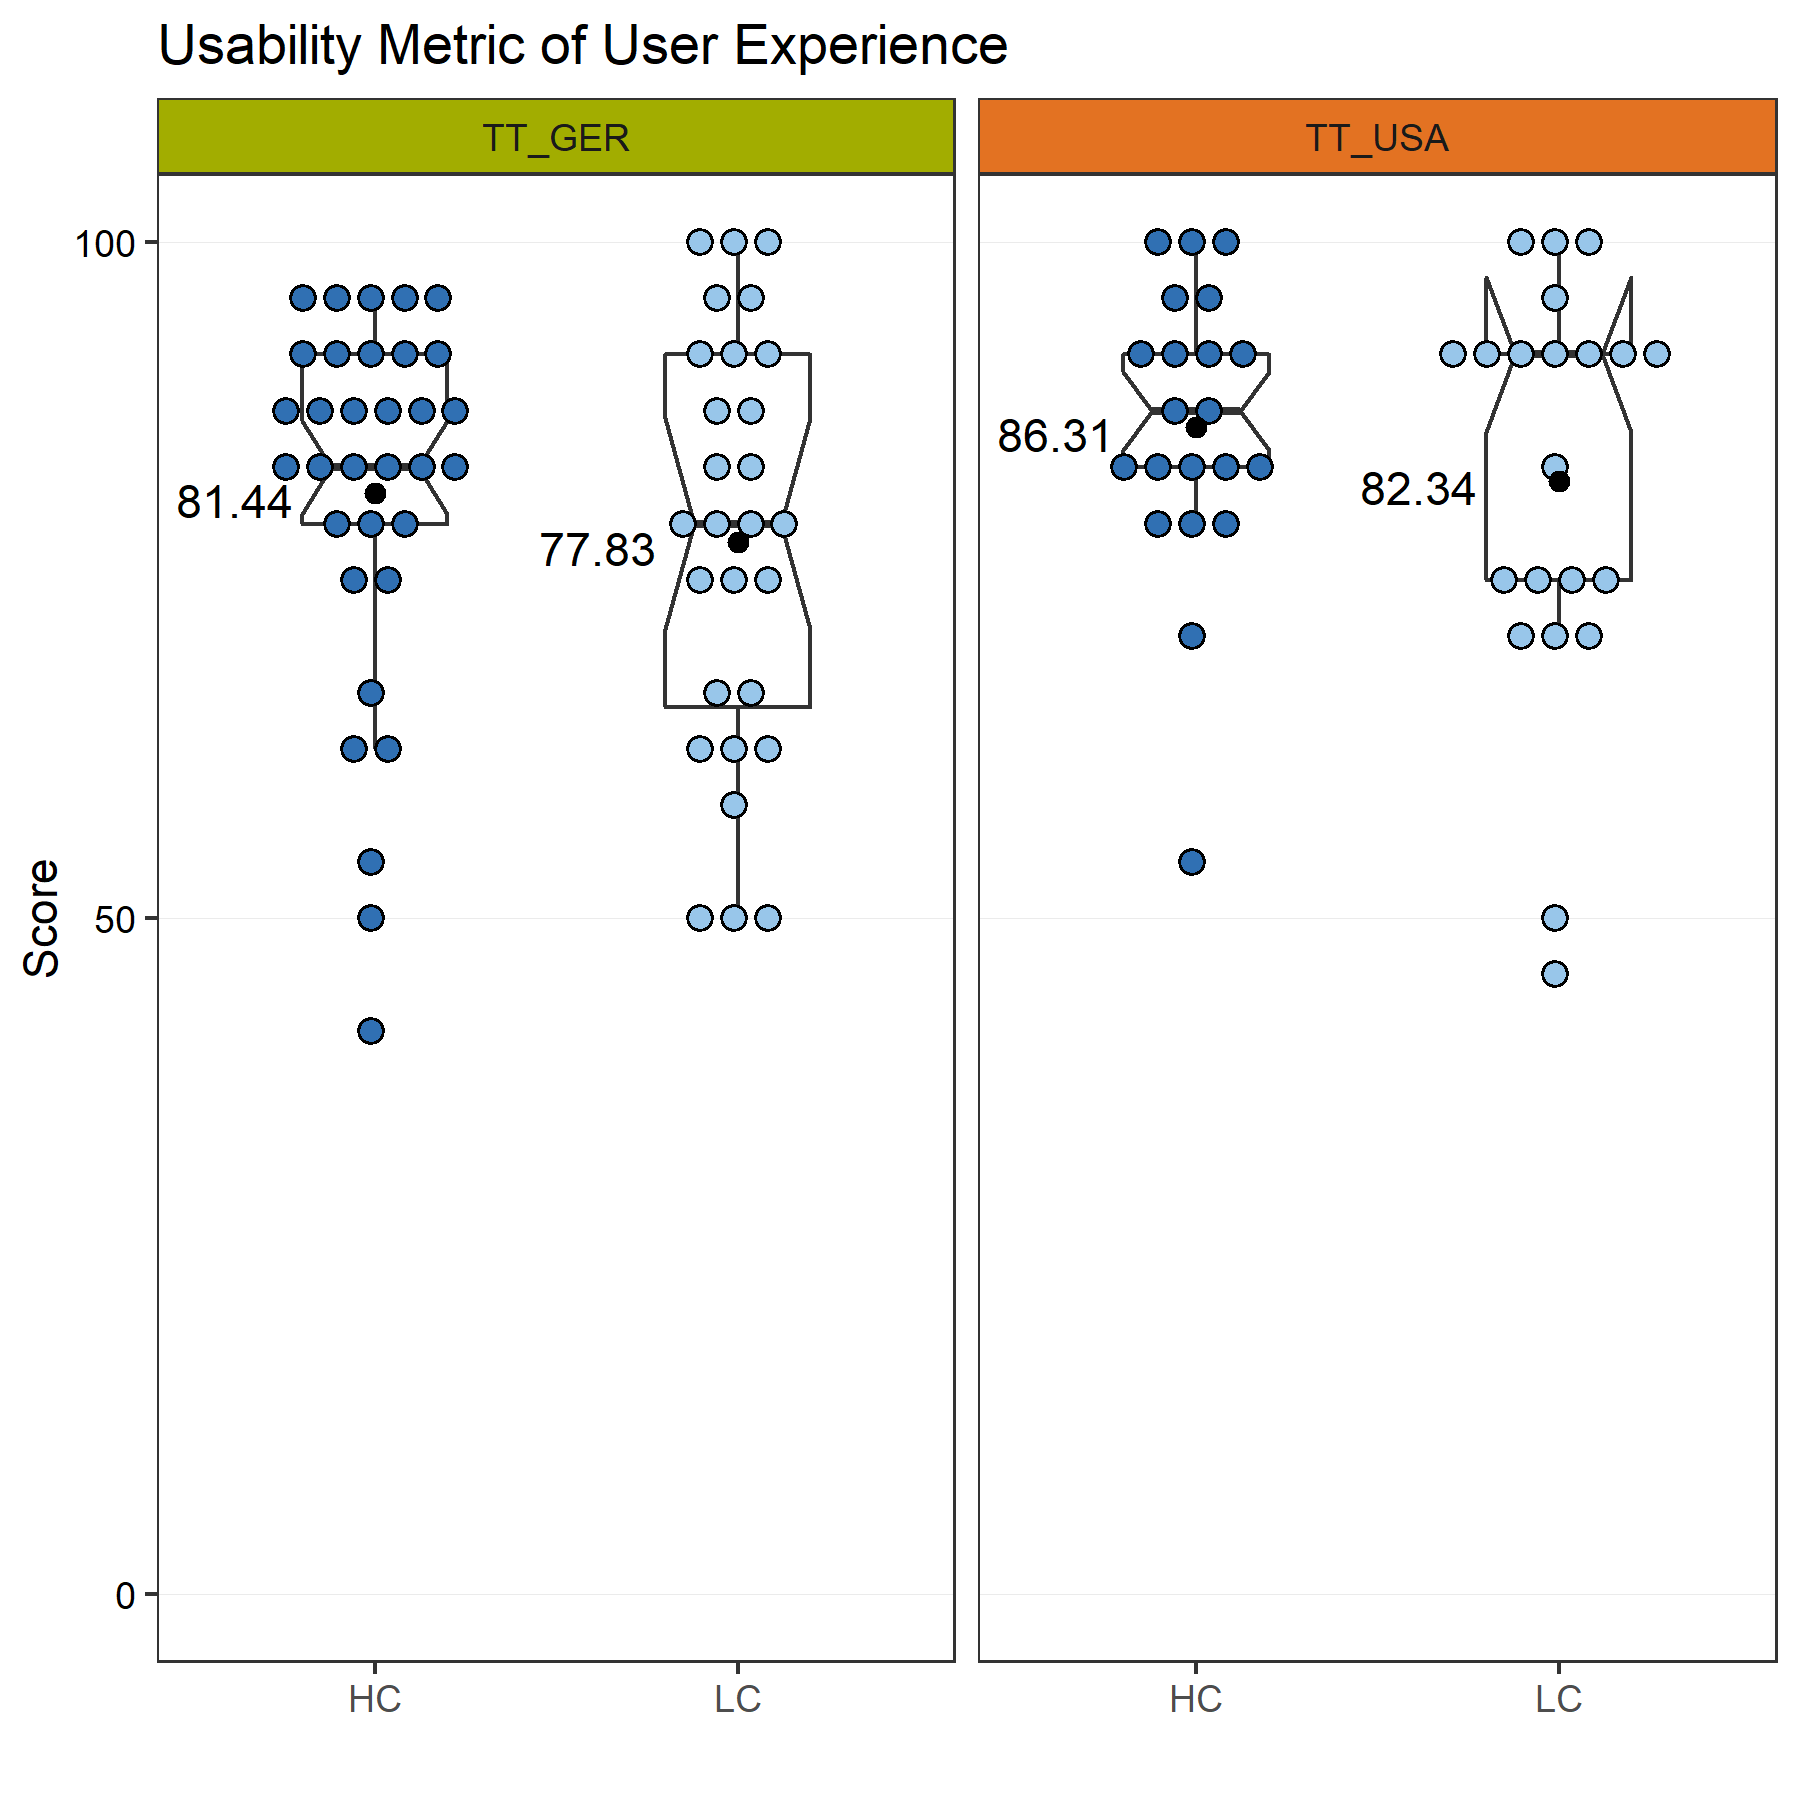 Usability Metric of User Experience
TT_GER
TT_USA
100
50
0
Score
81.44
77.83
86.31
82.34
HC
LC
HC
LC